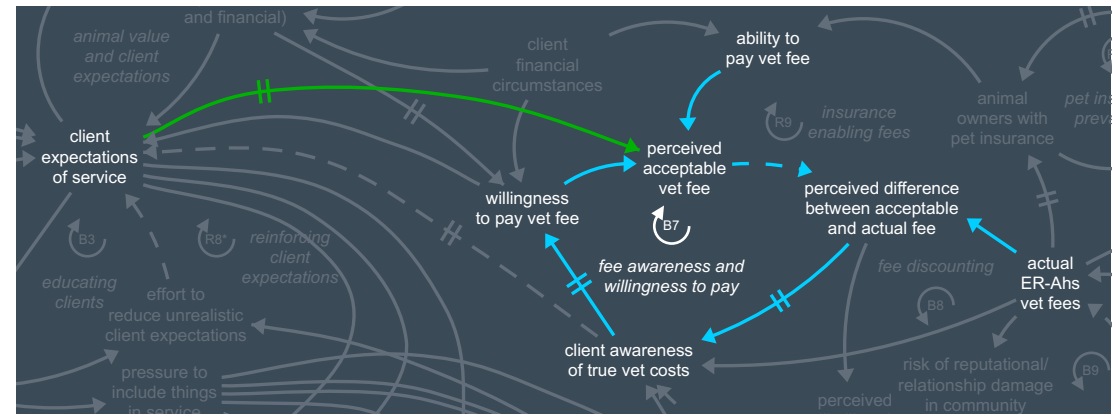 and financial)
animal value
and client
expectations
client
financial
circumstances
ability to
pay vet fee
client
expectations
of service
R9
insurance
enabling fees
animal
owners with
pet insurance
pet ins
preva
perceived
acceptable
vet fee
willingness
to pay vet fee
perceived difference
between acceptable
and actual fee
B7
B3
R8*
reinforcing
client
expectations
educating
clients
effort to
reduce unrealistic
client expectations
fee awareness and
willingness to pay
fee discounting
B8
actual
ER-Ahs
vet fees
client awareness
of true vet costs
pressure to
include things
in service
perceived
risk of reputational/
relationship damage
in community
B9